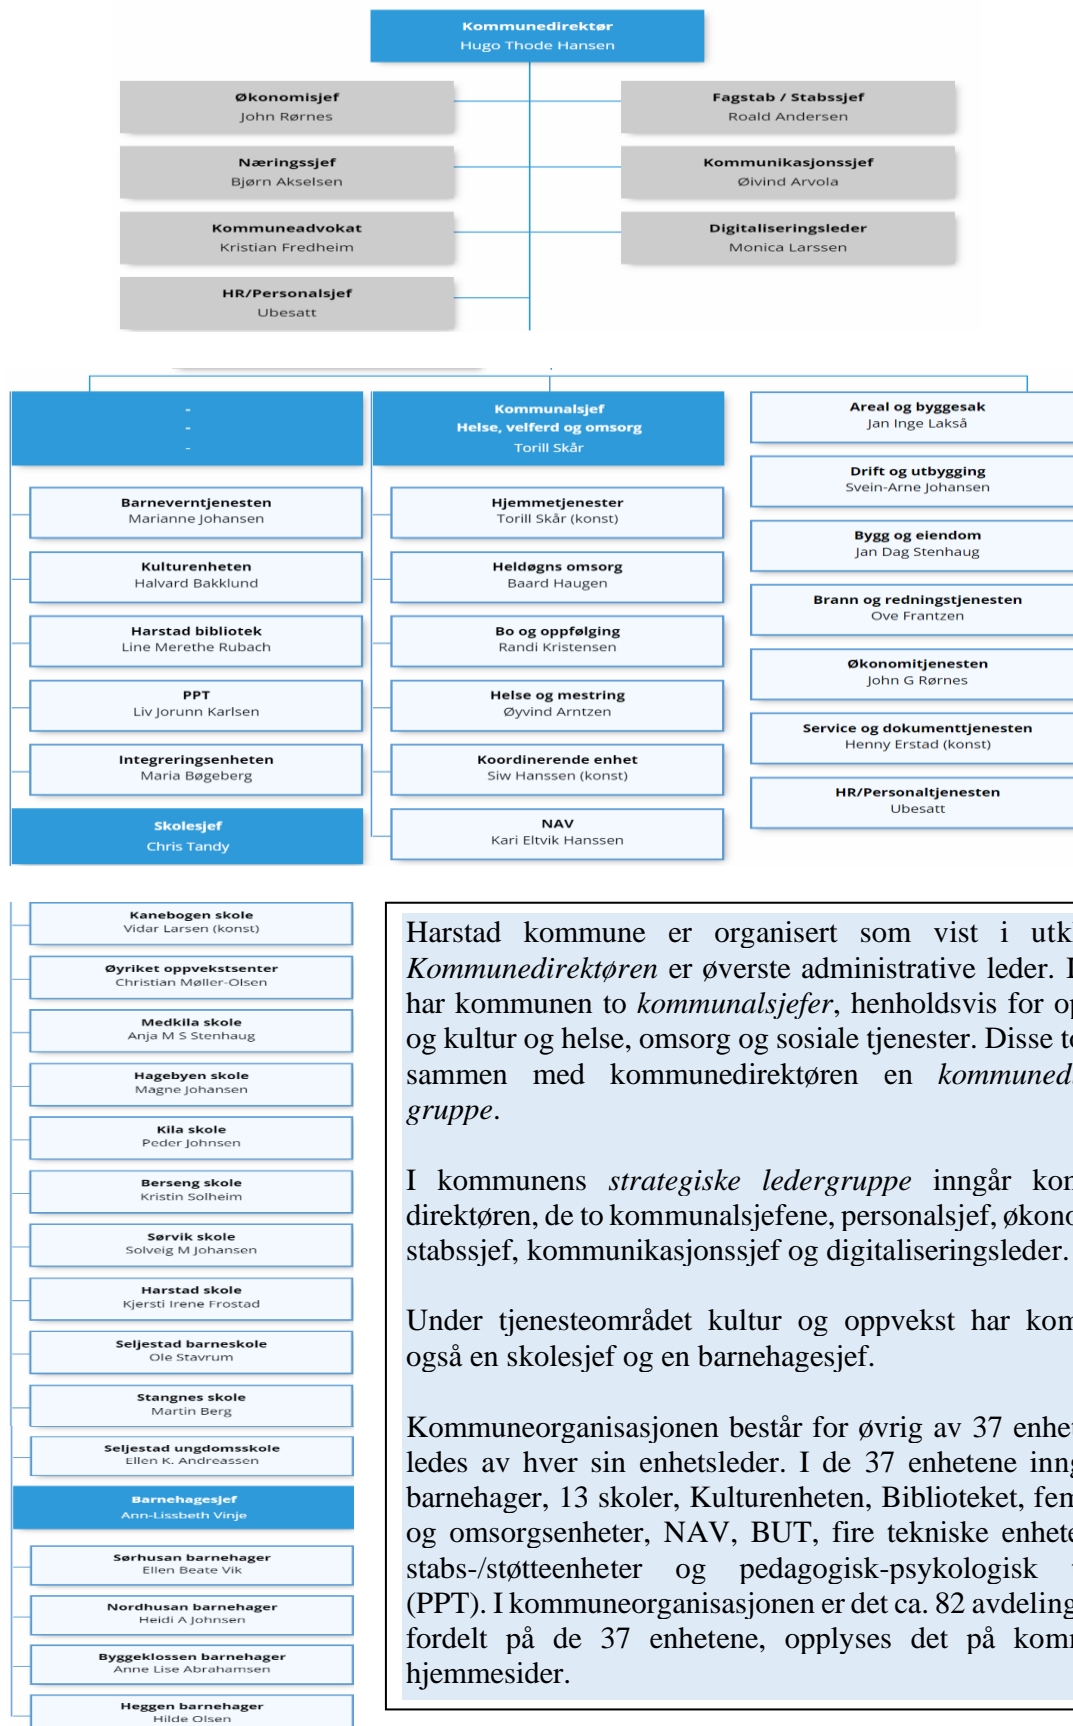 Kommunedirektør
Hugo Thode Hansen
Økonomisjef
John Rørnes
Fagstab / Stabssjef
Roald Andersen
Næringssjef
Bjørn Akselsen
Kommunikasjonssjef
Øivind Arvola
Kommuneadvokat
Kristian Fredheim
Digitaliseringsleder
Monica Larssen
HR/Personalsjef
Ubesatt
-
-
-
Barneverntjenesten
Marianne Johansen
Kulturenheten
Halvard Bakklund
Harstad bibliotek
Line Merethe Rubach
PPT
Liv Jorunn Karlsen
Integreringsenheten
Maria Bøgeberg
Skolesjef
Chris Tandy
Kommunalsjef
Helse, velferd og omsorg
Torill Skår
Hjemmetjenester
Torill Skår (konst)
Heldøgns omsorg
Baard Haugen
Bo og oppfølging
Randi Kristensen
Helse og mestring
Øyvind Arntzen
Koordinerende enhet
Siw Hanssen (konst)
NAV
Kari Eltvik Hanssen
Areal og byggesak
Jan Inge Lakså
Drift og utbygging
Svein-Arne Johansen
Bygg og eiendom
Jan Dag Stenhaug
Brann og redningstjenesten
Ove Frantzen
Økonomitjenesten
John G Rørnes
Service og dokumenttjenesten
Henny Erstad (konst)
HR/Personaltjenesten
Ubesatt
Kanebogen skole
Vidar Larsen (konst)
Øyriket oppvekstsenter
Christian Møller-Olsen
Medkila skole
Anja M S Stenhaug
Hagebyen skole
Magne Johansen
Kila skole
Peder Johnsen
Berseng skole
Kristin Solheim
Sørvik skole
Solveig M Johansen
Harstad skole
Kjersti Irene Frostad
Seljestad barneskole
Ole Stavrum
Stangnes skole
Martin Berg
Seljestad ungdomsskole
Ellen K. Andreassen
Barnehagesjef
Ann-Lissbeth Vinje
Sørhusan barnehager
Ellen Beate Vik
Nordhusan barnehager
Heidi A Johnsen
Byggeklossen barnehager
Anne Lise Abrahamsen
Heggen barnehager
Hilde Olsen
Harstad kommune er organisert som vist i
Kommunedirektøren er øverste administrative leder.
har kommunen to kommunalsjefer, henholdsvis for
og kultur og helse, omsorg og sosiale tjenester. Disse
sammen med kommunedirektøren en
gruppe.
I kommunens strategiske ledergruppe inngår
direktøren, de to kommunalsjefene, personalsjef,
stabssjef, kommunikasjonssjef og digitaliseringsleder.
Under tjenesteområdet kultur og oppvekst har
også en skolesjef og en barnehagesjef.
Kommuneorganisasjonen består for øvrig av 37
ledes av hver sin enhetsleder. I de 37 enhetene
barnehager, 13 skoler, Kulturenheten, Biblioteket, fem
og omsorgsenheter, NAV, BUT, fire tekniske
stabs-/støtteenheter og pedagogisk-psykologisk
(PPT). I kommuneorganisasjonen er det ca. 82
fordelt på de 37 enhetene, opplyses det på
hjemmesider.